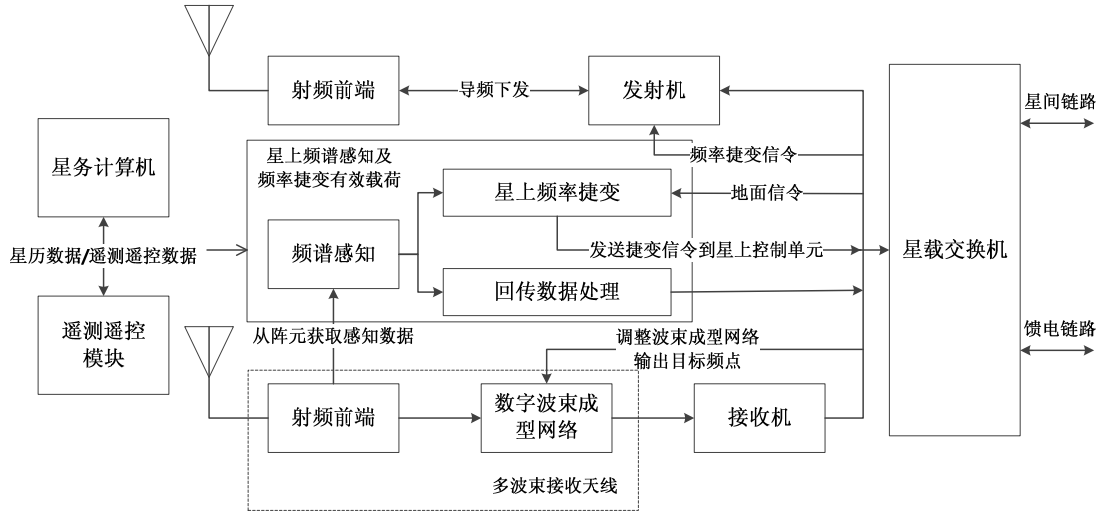 射频前端
导频下发
发射机
星间链路
星务计算机
星上频谱感知及
频率捷变有效载荷
频率捷变信令
星上频率捷变
地面信令
星历数据/遥测遥控数据
频谱感知
发送捷变信令到星上控制单元
星载交换机
回传数据处理
遥测遥控
模块
从阵元获取感知数据
调整波束成型网络
输出目标频点
馈电链路
射频前端
数字波束成
型网络
接收机
多波束接收天线